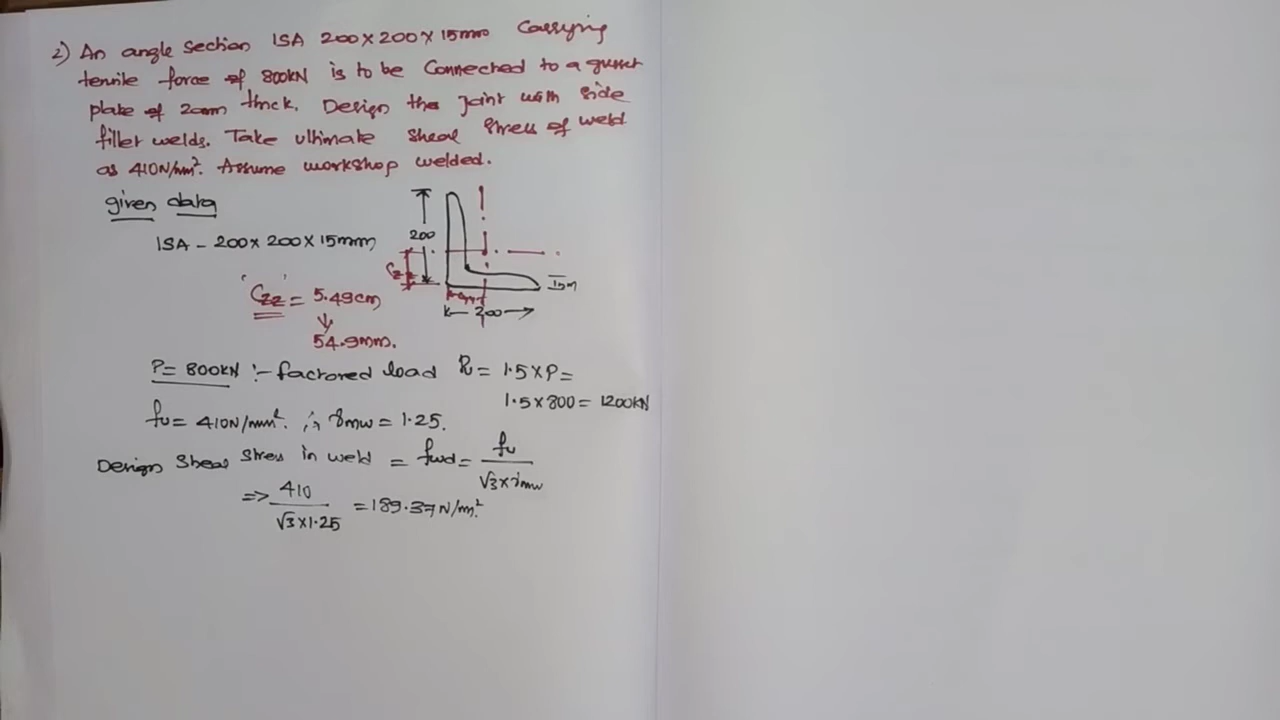 2) An angle section ISA 200×200×15mm Carrying
tensile force of 800kN is to be Connected to a gusset
plate of 20mm thick. Design the Joint with side
fillet welds. Take ultimate shear stress of weld
as 410N/mm². Assume workshop welded.
given data
200
ISA - 200×200×15mm
Czz
15m
Czz = 5.49cm
200
54.9mm.
P = 800kN :- factored load Pu = 1.5×P =
1.5×800 = 1200kN
fu = 410N/mm². ; γmw = 1.25.
Design Shear Stress in weld = fwd = fu / √3×γmw
⇒ 410 / √3×1.25 = 189.37N/m².